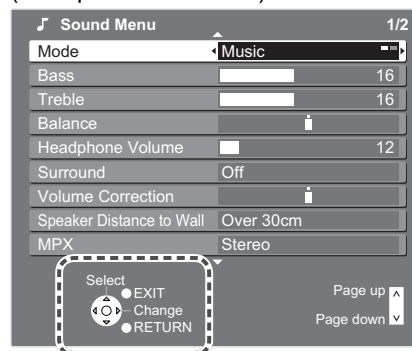 Sound Menu 1/2
Mode Music
Bass 16
Treble 16
Balance
Headphone Volume 12
Surround Off
Volume Correction
Speaker Distance to Wall Over 30cm
MPX Stereo
Select
EXIT
Change
RETURN
Page up
Page down